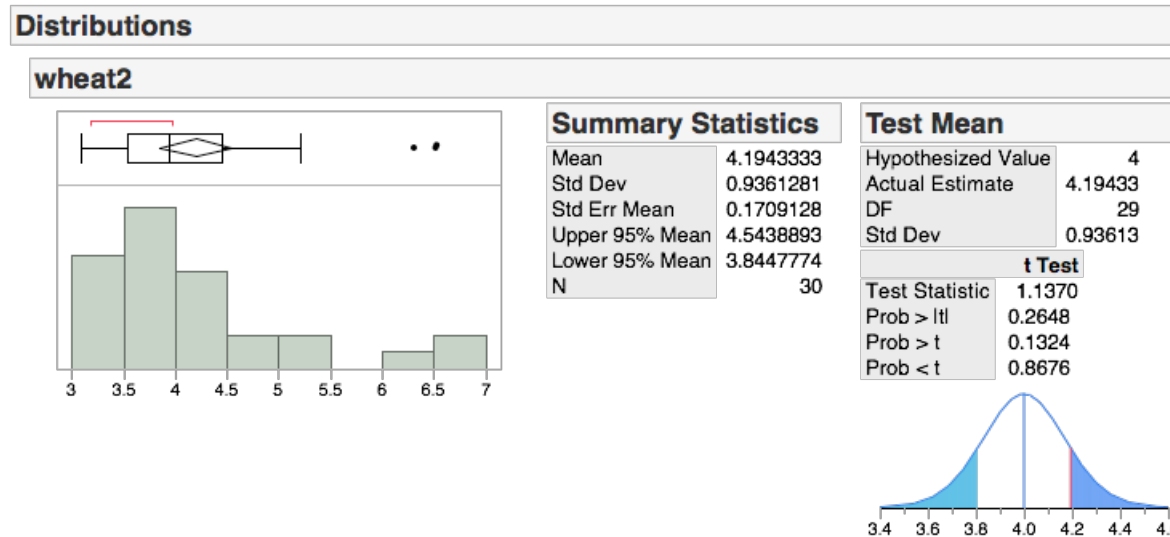 Distributions
wheat2
3 3.5 4 4.5 5 5.5 6 6.5 7
Summary Statistics
Mean 4.1943333
Std Dev 0.9361281
Std Err Mean 0.1709128
Upper 95% Mean 4.5438893
Lower 95% Mean 3.8447774
N 30
Test Mean
Hypothesized Value 4
Actual Estimate 4.19433
DF 29
Std Dev 0.93613
t Test
Test Statistic 1.1370
Prob > |t| 0.2648
Prob > t 0.1324
Prob < t 0.8676
3.4 3.6 3.8 4.0 4.2 4.4